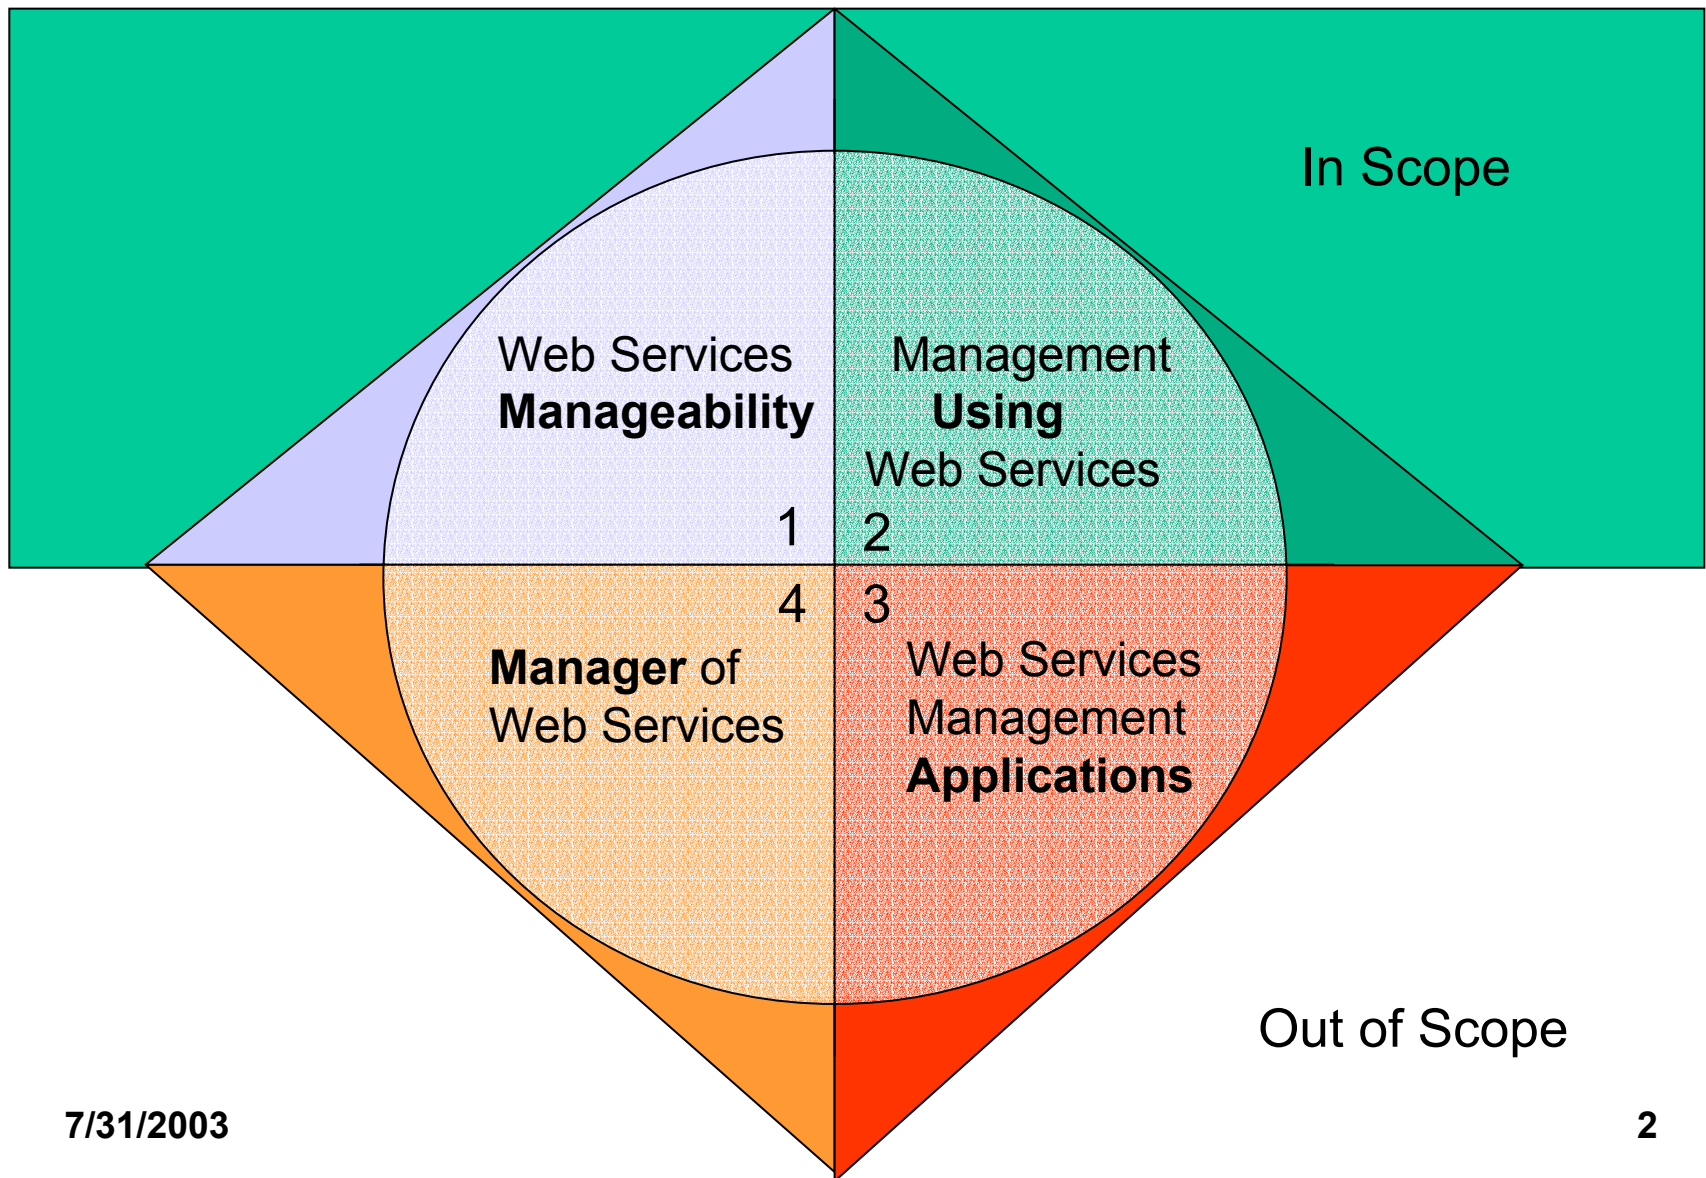 In Scope
Web Services
Manageability
1
Management
Using
Web Services
2
4
Manager of
Web Services
3
Web Services
Management
Applications
Out of Scope
7/31/2003
2